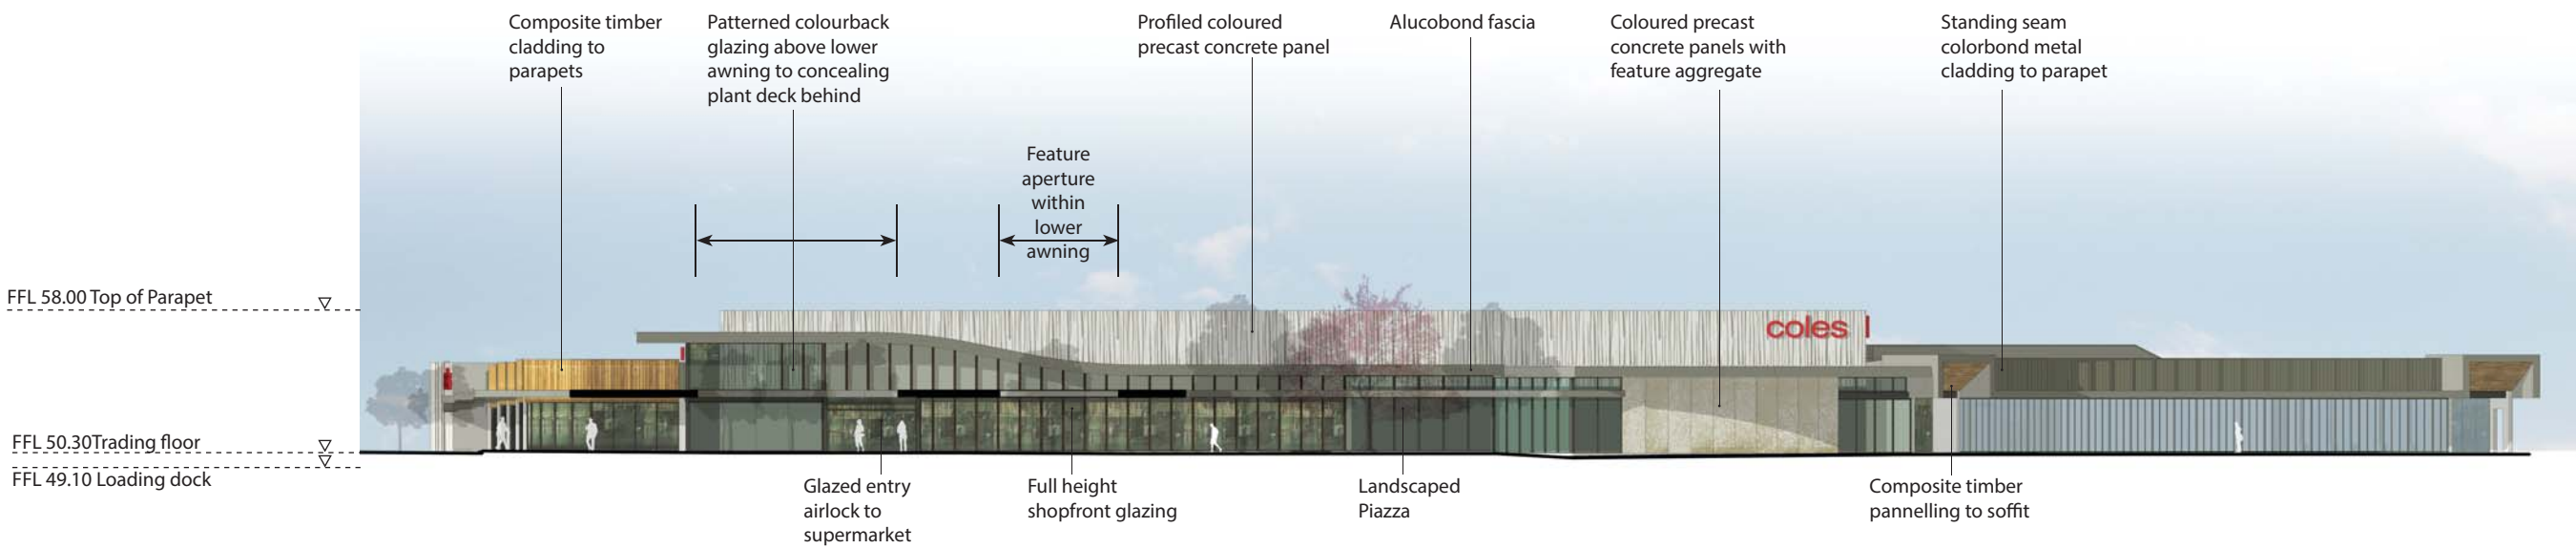 Composite timber
cladding to
parapets
Patterned colourback
glazing above lower
awning to concealing
plant deck behind
Profiled coloured
precast concrete panel
Alucobond fascia
Coloured precast
concrete panels with
feature aggregate
Standing seam
colorbond metal
cladding to parapet
Feature
aperture
within
lower
awning
FFL 58.00 Top of Parapet
coles
FFL 50.30Trading floor
FFL 49.10 Loading dock
Glazed entry
airlock to
supermarket
Full height
shopfront glazing
Landscaped
Piazza
Composite timber
pannelling to soffit